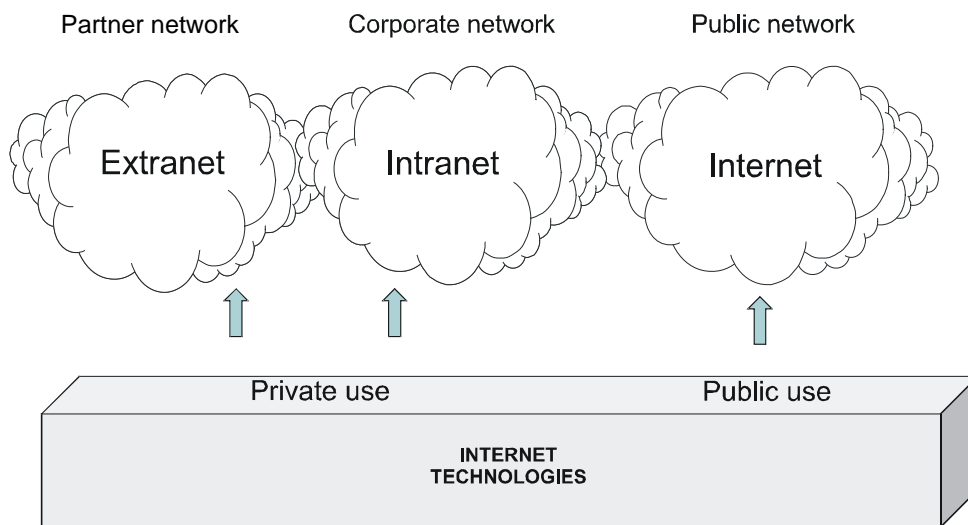 Partner network
Corporate network
Public network
Extranet
Intranet
Internet
Private use
Public use
INTERNET
TECHNOLOGIES